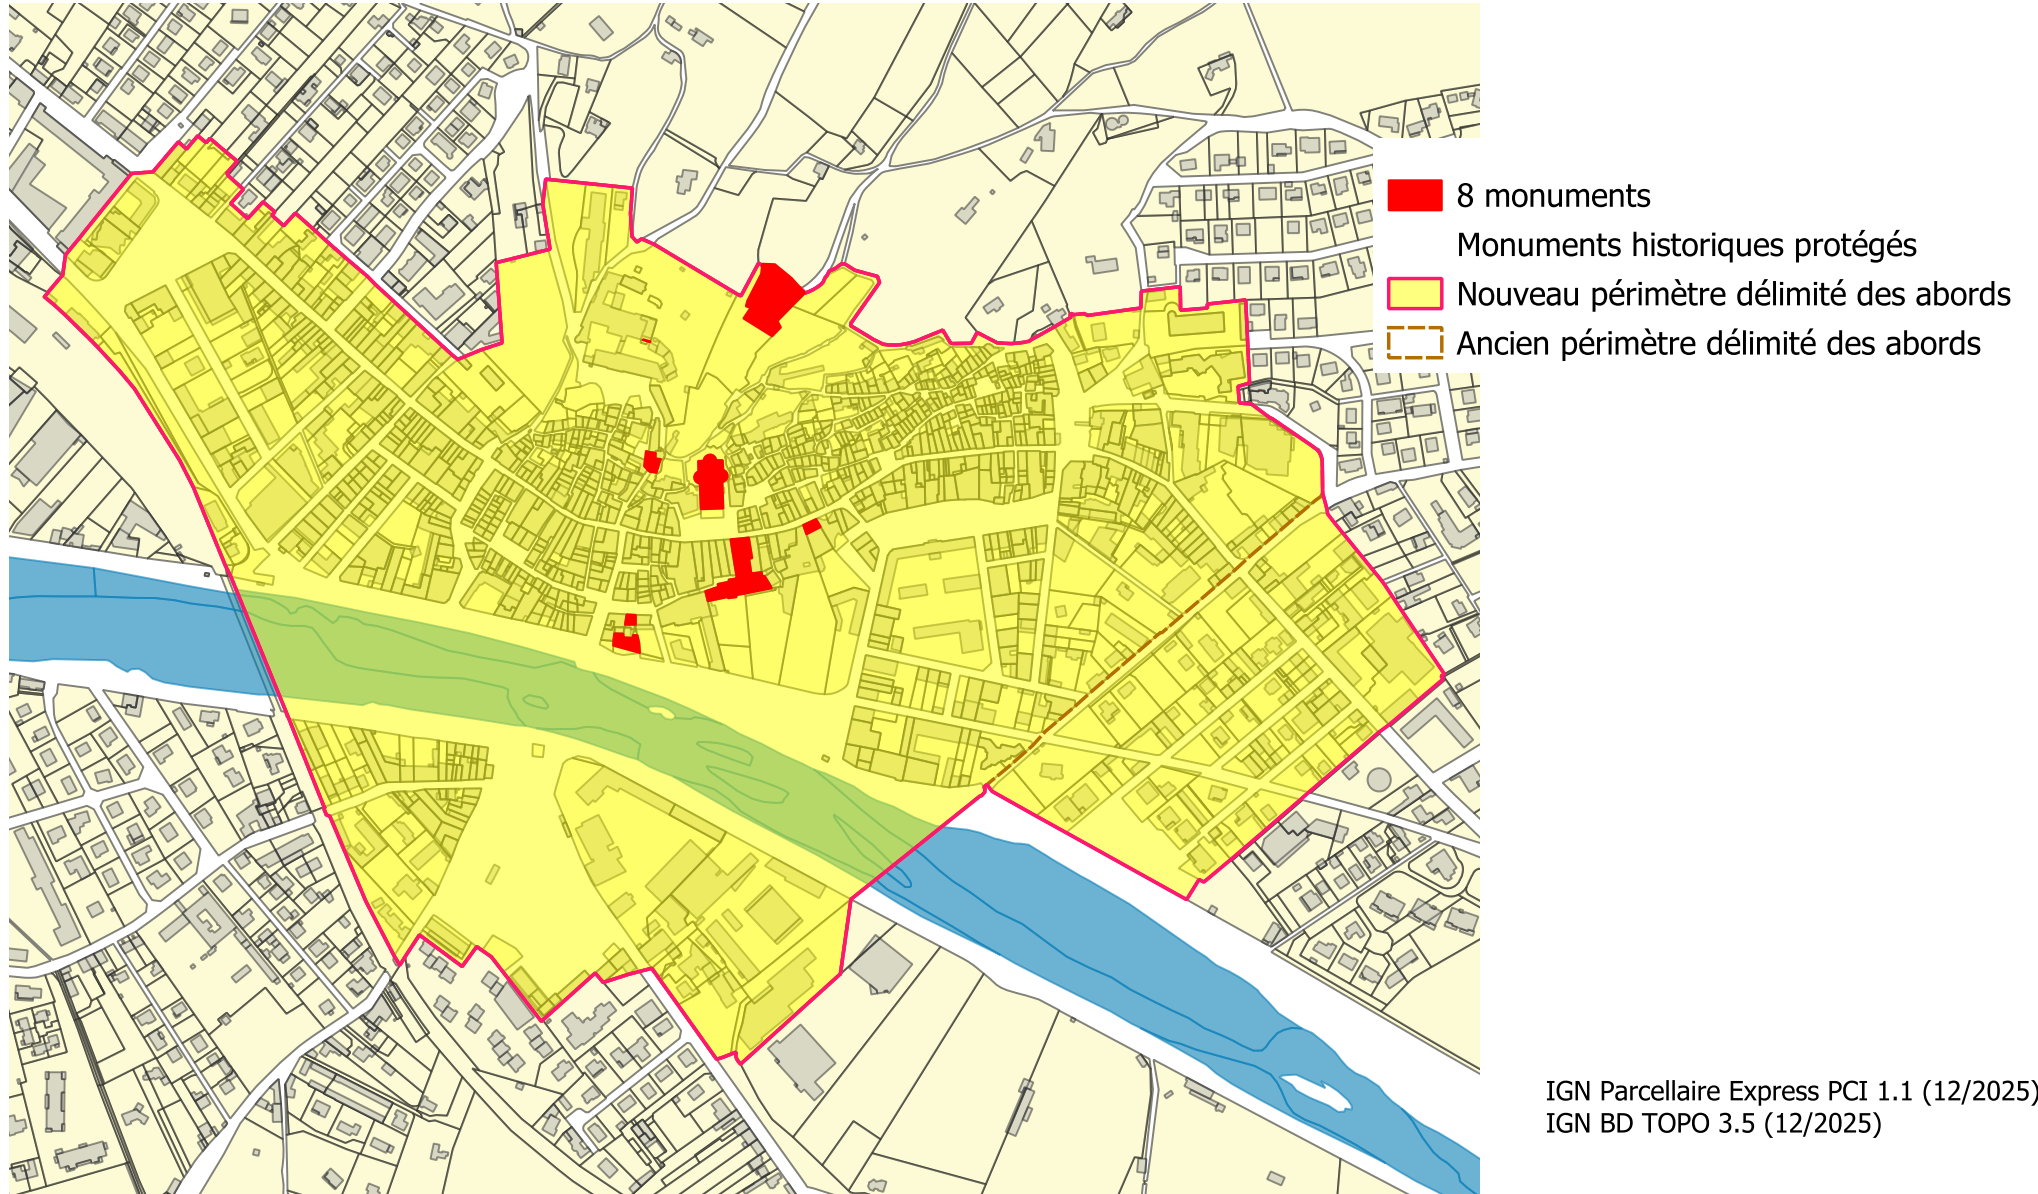 8 monuments
Monuments historiques protégés
Nouveau périmètre délimité des abords
Ancien périmètre délimité des abords
IGN Parcellaire Express PCI 1.1 (12/2025)
IGN BD TOPO 3.5 (12/2025)